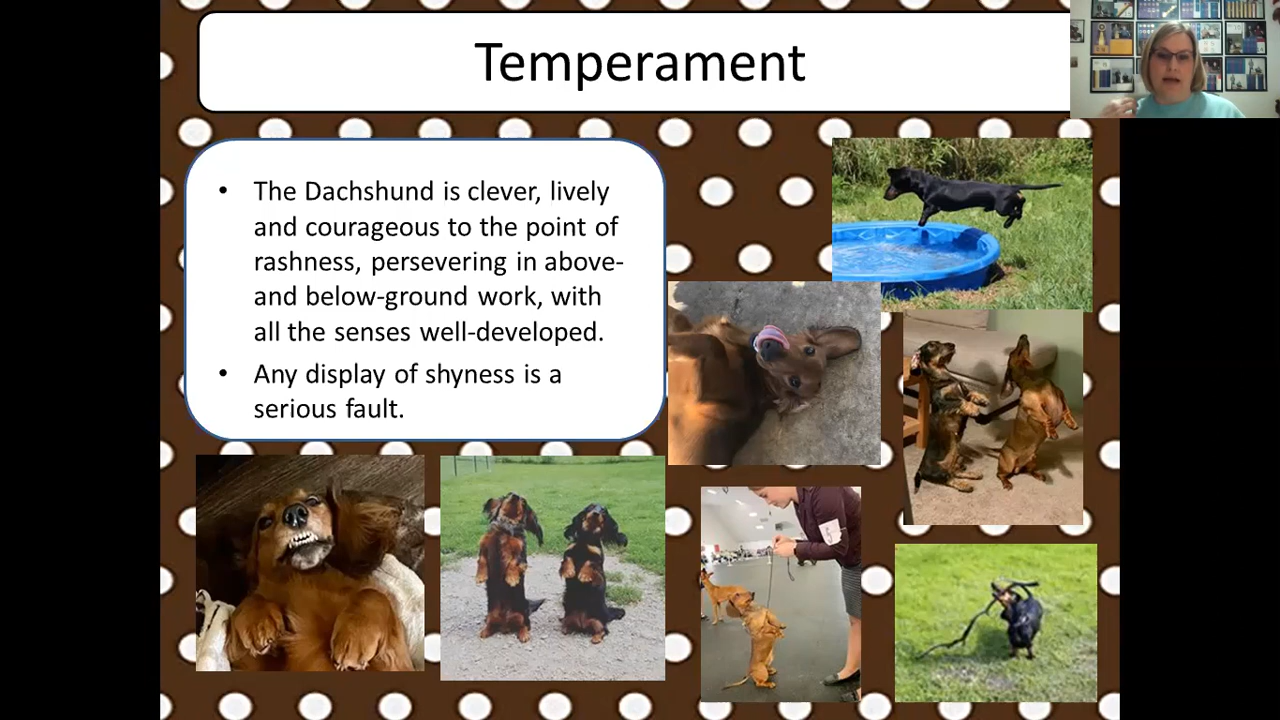 Temperament
• The Dachshund is clever, lively
and courageous to the point of
rashness, persevering in above-
and below-ground work, with
all the senses well-developed.
• Any display of shyness is a
serious fault.